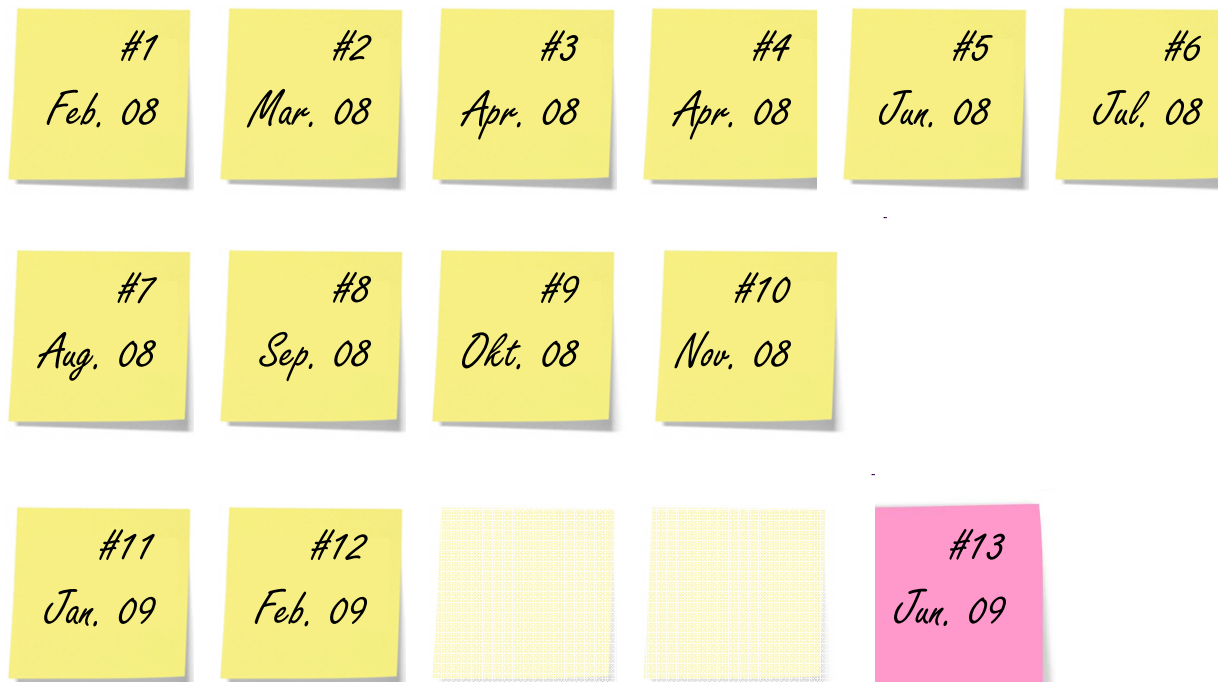 #1
Feb. 08
#2
Mar. 08
#3
Apr. 08
#4
Apr. 08
#5
Jun. 08
#6
Jul. 08
#7
Aug. 08
#8
Sep. 08
#9
Okt. 08
#10
Nov. 08
#11
Jan. 09
#12
Feb. 09
#13
Jun. 09